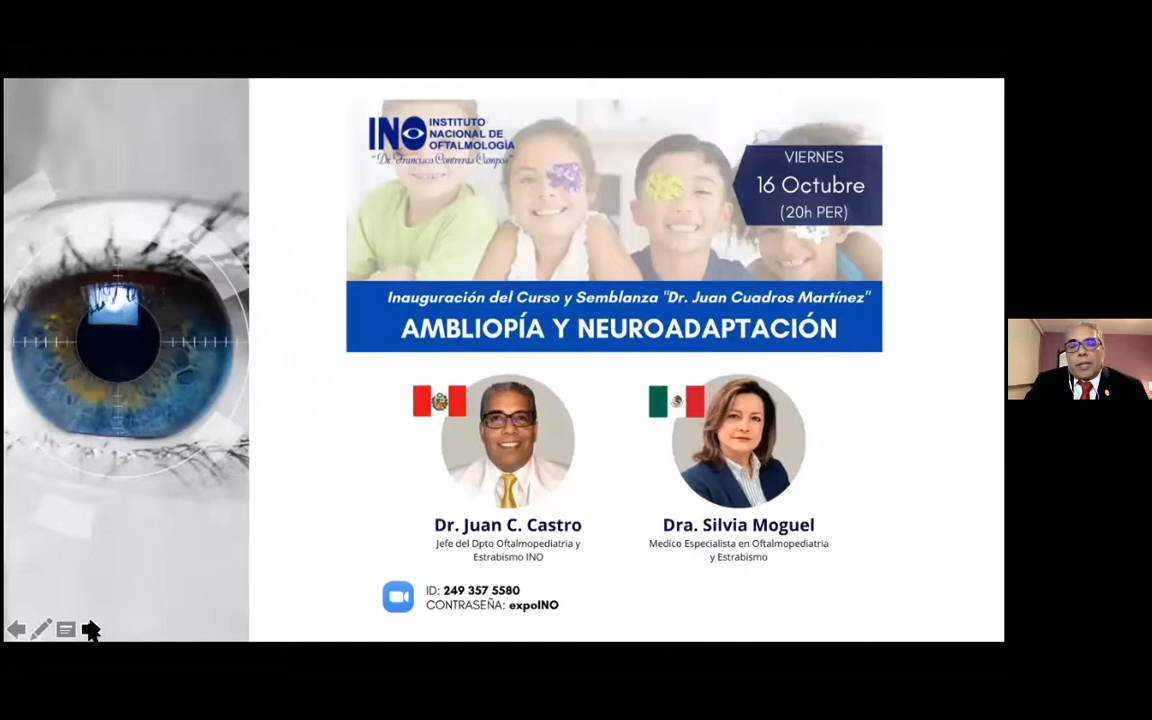 INO INSTITUTO
NACIONAL DE
OFTALMOLOGÍA
"Dr. Francisco Contreras Campos"
VIERNES
16 Octubre
(20h PER)
Inauguración del Curso y Semblanza "Dr. Juan Cuadros Martínez"
AMBLIOPÍA Y NEUROADAPTACIÓN
Dr. Juan C. Castro
Jefe del Dpto Oftalmopediatria y
Estrabismo INO
Dra. Silvia Moguel
Medico Especialista en Oftalmopediatria
y Estrabismo
ID: 249 357 5580
CONTRASEÑA: expoINO